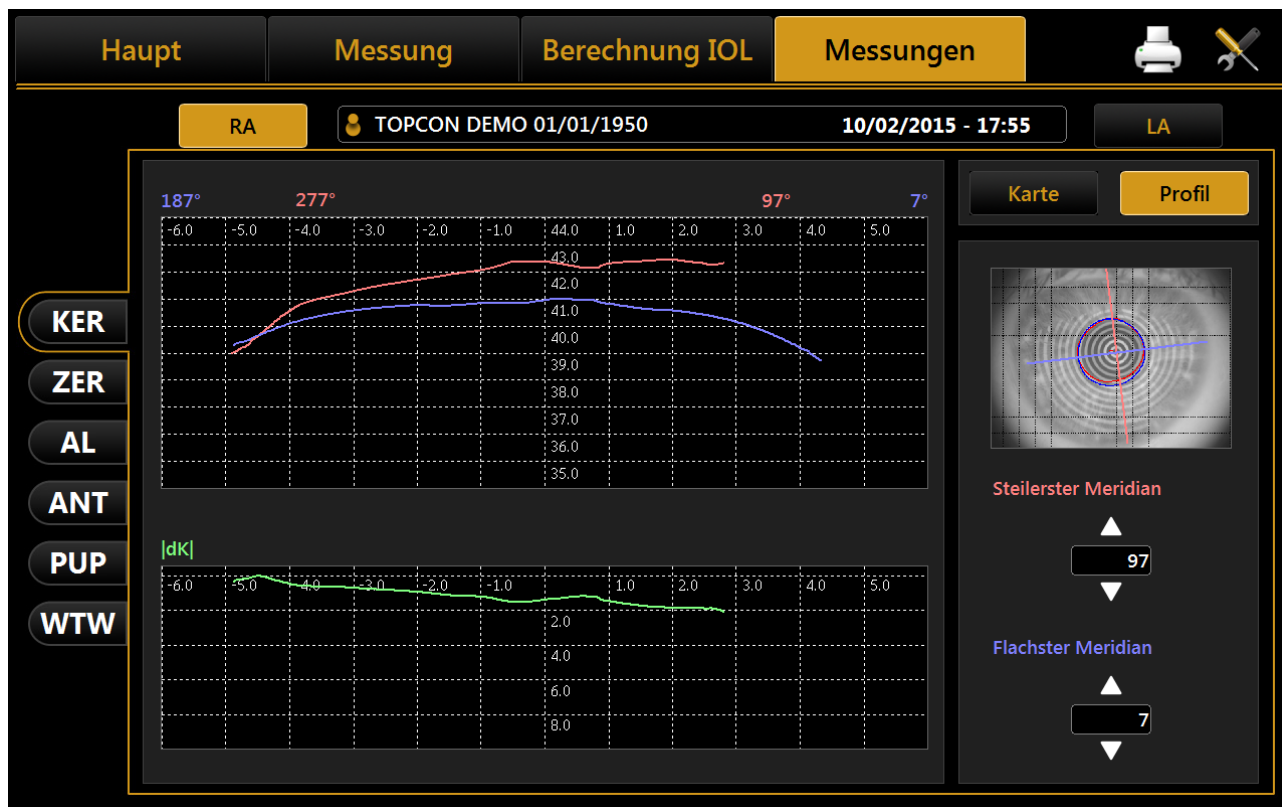 Haupt Messung Berechnung IOL Messungen
RA TOPCON DEMO 01/01/1950 10/02/2015 - 17:55 LA
187° 277° 97° 7°
-6.0 -5.0 -4.0 -3.0 -2.0 -1.0 44.0 1.0 2.0 3.0 4.0 5.0
43.0
42.0
41.0
40.0
39.0
38.0
37.0
36.0
35.0
|dK|
-6.0 -5.0 -4.0 -3.0 -2.0 -1.0 1.0 2.0 3.0 4.0 5.0
2.0
4.0
6.0
8.0
KER
ZER
AL
ANT
PUP
WTW
Karte Profil
Steilerster Meridian
97
Flachster Meridian
7